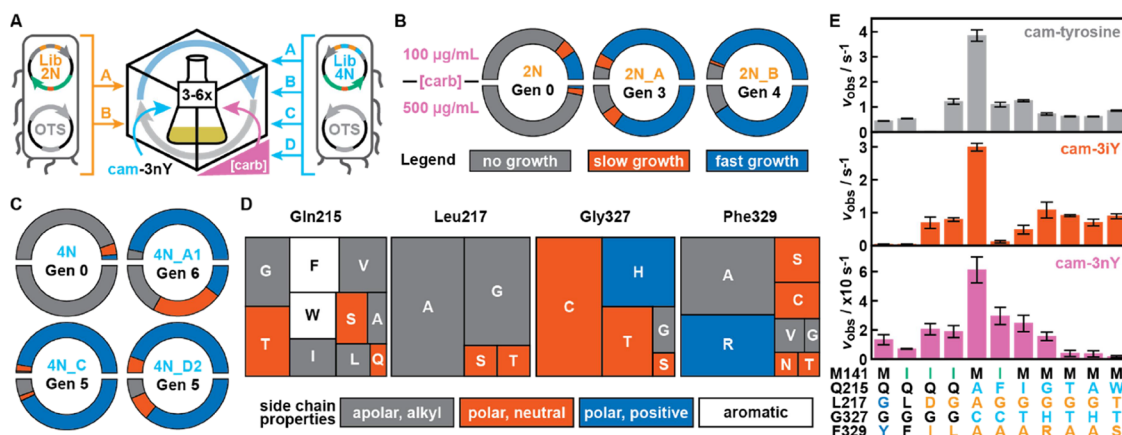 A
Lib
2N
OTS
A
B
3-6x
cam-3nY
[carb]
A
B
C
D
Lib
4N
OTS
B
100 µg/mL
[carb]
500 µg/mL
2N
Gen 0
2N_A
Gen 3
2N_B
Gen 4
Legend
no growth
slow growth
fast growth
C
4N
Gen 0
4N_A1
Gen 6
4N_C
Gen 5
4N_D2
Gen 5
D
Gln215
Leu217
Gly327
Phe329
G F V
T W S A
I L Q
A G
S T
C H
T G
S
A S
C
R V G
N T
side chain
properties
apolar, alkyl
polar, neutral
polar, positive
aromatic
E
cam-tyrosine
vobs / s-1
4
3
2
1
0
cam-3iY
vobs / s-1
3
2
1
0
cam-3nY
vobs / x10 s-1
6
4
2
0
M141 M I I I M I M M M M M
Q215 Q Q Q Q A F I G T A W
L217 G L D G A G G G G G T
G327 G G G G C C T H T H T
F329 Y F I L A A A R A A S